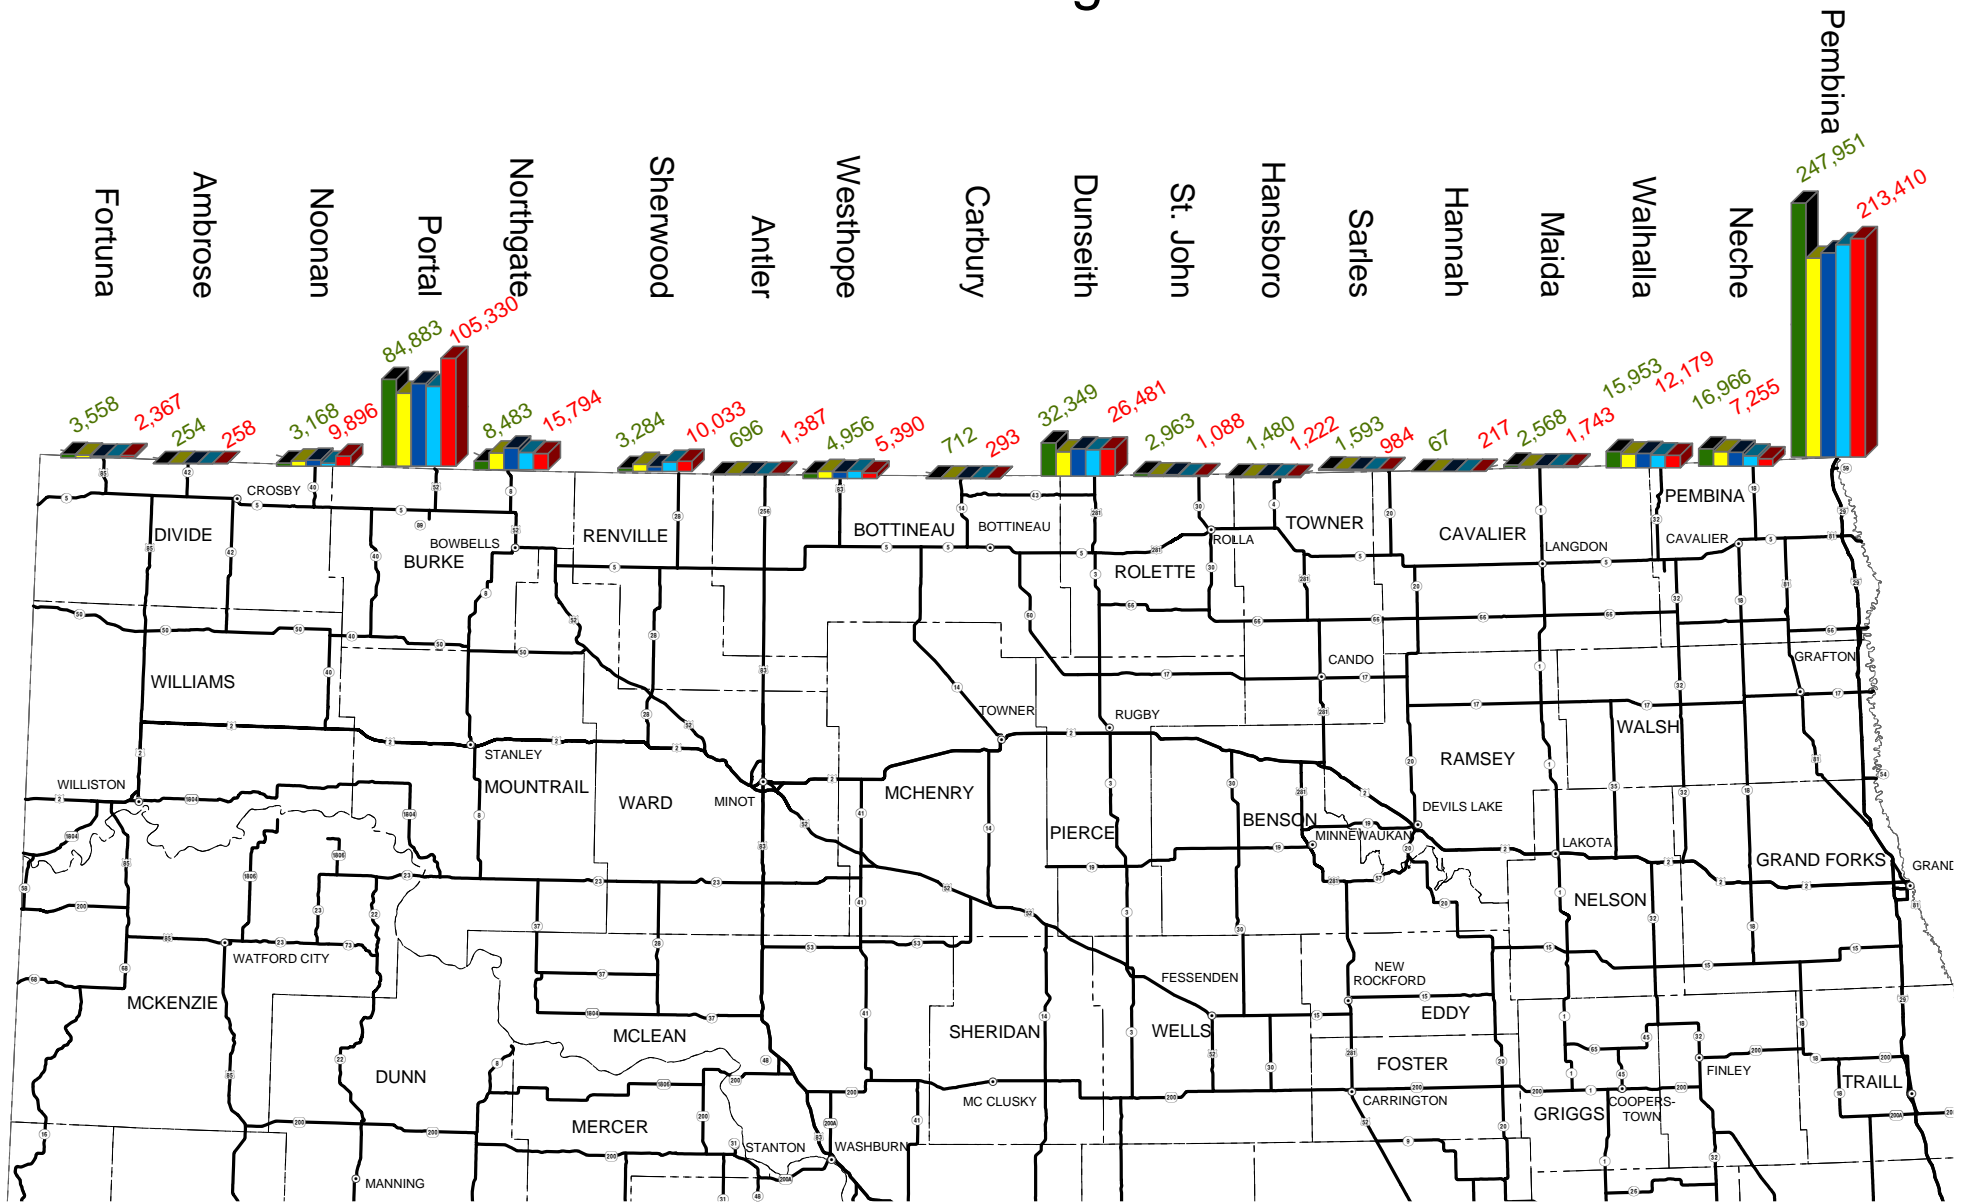 g
Pembina
Fortuna
Ambrose
Noonan
Portal
Northgate
Sherwood
Antler
Westhope
Carbury
Dunseith
St. John
Hansboro
Sarles
Hannah
Maida
Walhalla
Neche
3,558
2,367
254
258
3,168
9,896
84,883
105,330
8,483
15,794
3,284
10,033
696
1,387
4,956
5,390
712
293
32,349
26,481
2,963
1,088
1,480
1,222
1,593
984
67
217
2,568
1,743
15,953
12,179
16,966
7,255
247,951
213,410
CROSBY
DIVIDE
BURKE
BOWBELLS
RENVILLE
BOTTINEAU
BOTTINEAU
ROLETTE
ROLLA
TOWNER
CAVALIER
LANGDON
PEMBINA
CAVALIER
WILLIAMS
CANDO
GRAFTON
TOWNER
RUGBY
WALSH
STANLEY
WILLISTON
MOUNTRAIL
WARD
MINOT
MCHENRY
PIERCE
BENSON
MINNEWAUKAN
RAMSEY
DEVILS LAKE
LAKOTA
GRAND FORKS
GRAND
NELSON
WATFORD CITY
MCKENZIE
FESSENDEN
NEW
ROCKFORD
EDDY
MCLEAN
SHERIDAN
WELLS
FOSTER
DUNN
MERCER
MC CLUSKY
CARRINGTON
GRIGGS
COOPERS-
TOWN
FINLEY
TRAILL
STANTON
WASHBURN
MANNING